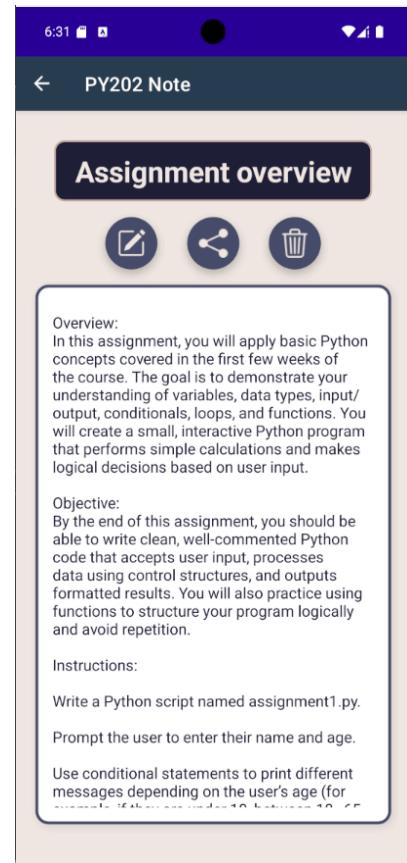 6:31
PY202 Note
Assignment overview
Overview:
In this assignment, you will apply basic Python
concepts covered in the first few weeks of
the course. The goal is to demonstrate your
understanding of variables, data types, input/
output, conditionals, loops, and functions. You
will create a small, interactive Python program
that performs simple calculations and makes
logical decisions based on user input.
Objective:
By the end of this assignment, you should be
able to write clean, well-commented Python
code that accepts user input, processes
data using control structures, and outputs
formatted results. You will also practice using
functions to structure your program logically
and avoid repetition.
Instructions:
Write a Python script named assignment1.py.
Prompt the user to enter their name and age.
Use conditional statements to print different
messages depending on the user's age (for